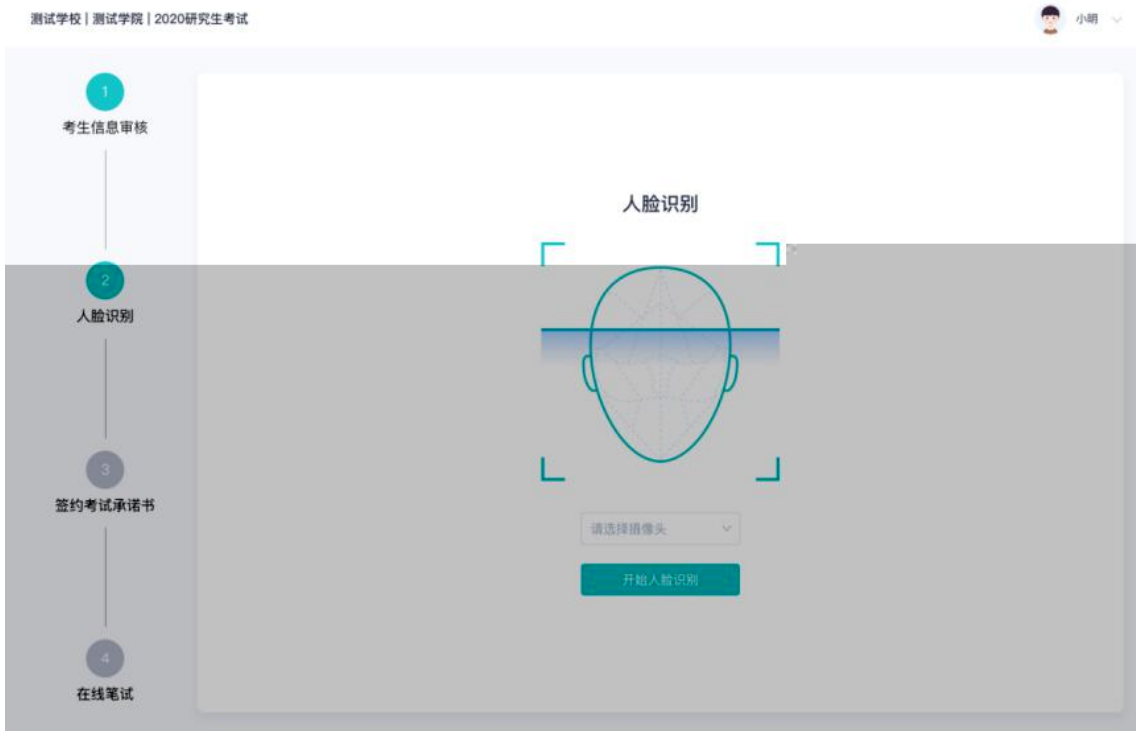 测试学校 | 测试学院 | 2020研究生考试
小明
1
考生信息审核
2
人脸识别
3
签约考试承诺书
4
在线笔试
人脸识别
请选择摄像头
开始人脸识别